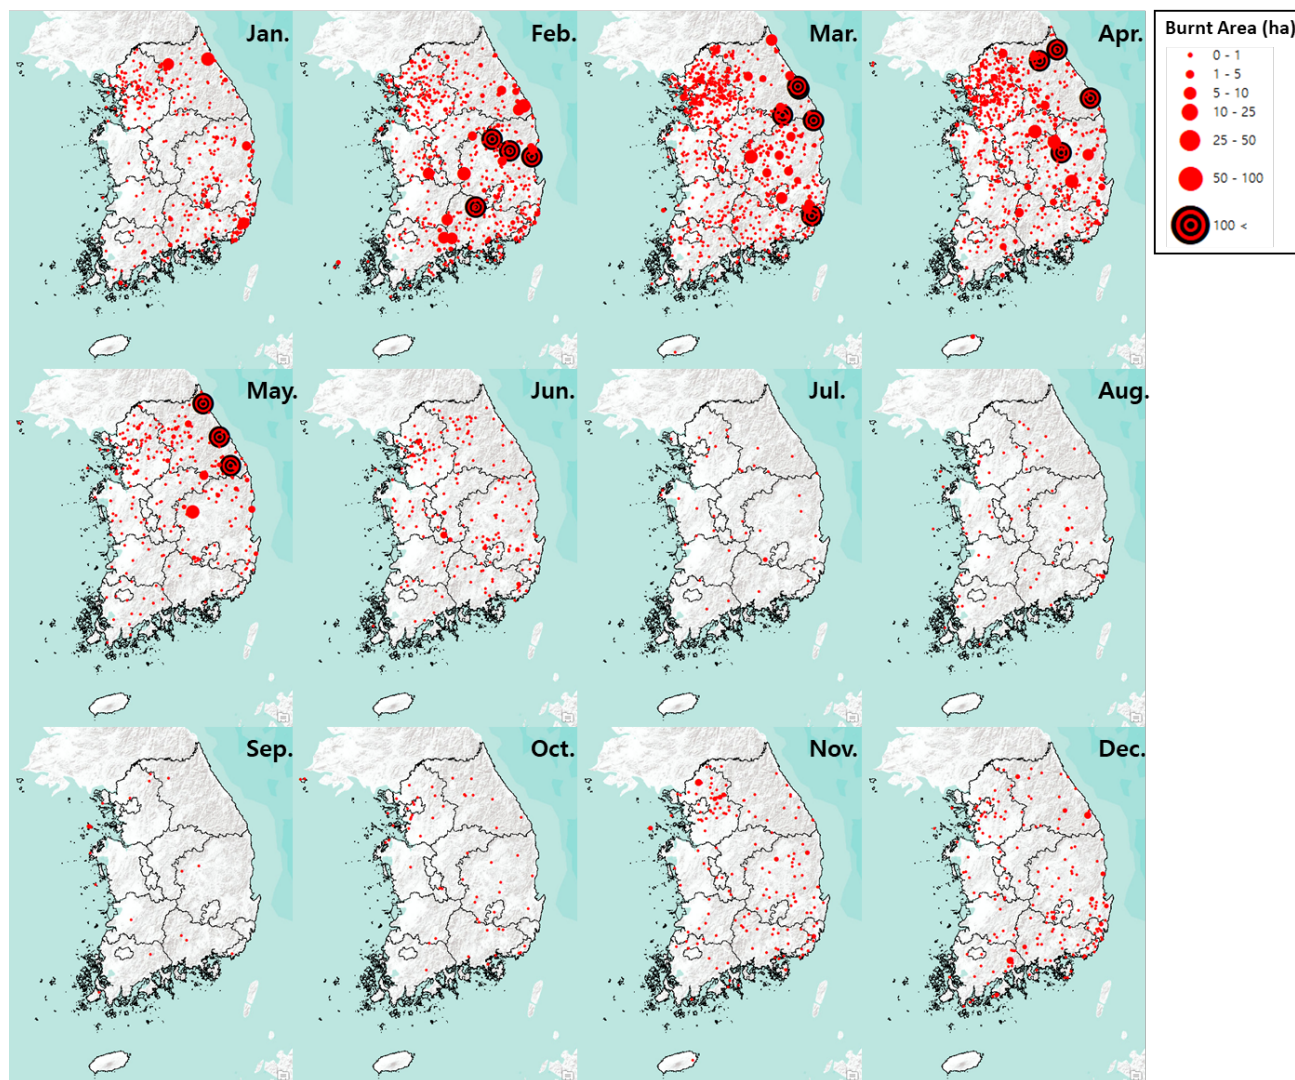 Jan.
Feb.
Mar.
Apr.
Burnt Area (ha)
0 - 1
1 - 5
5 - 10
10 - 25
25 - 50
50 - 100
100 <
May.
Jun.
Jul.
Aug.
Sep.
Oct.
Nov.
Dec.